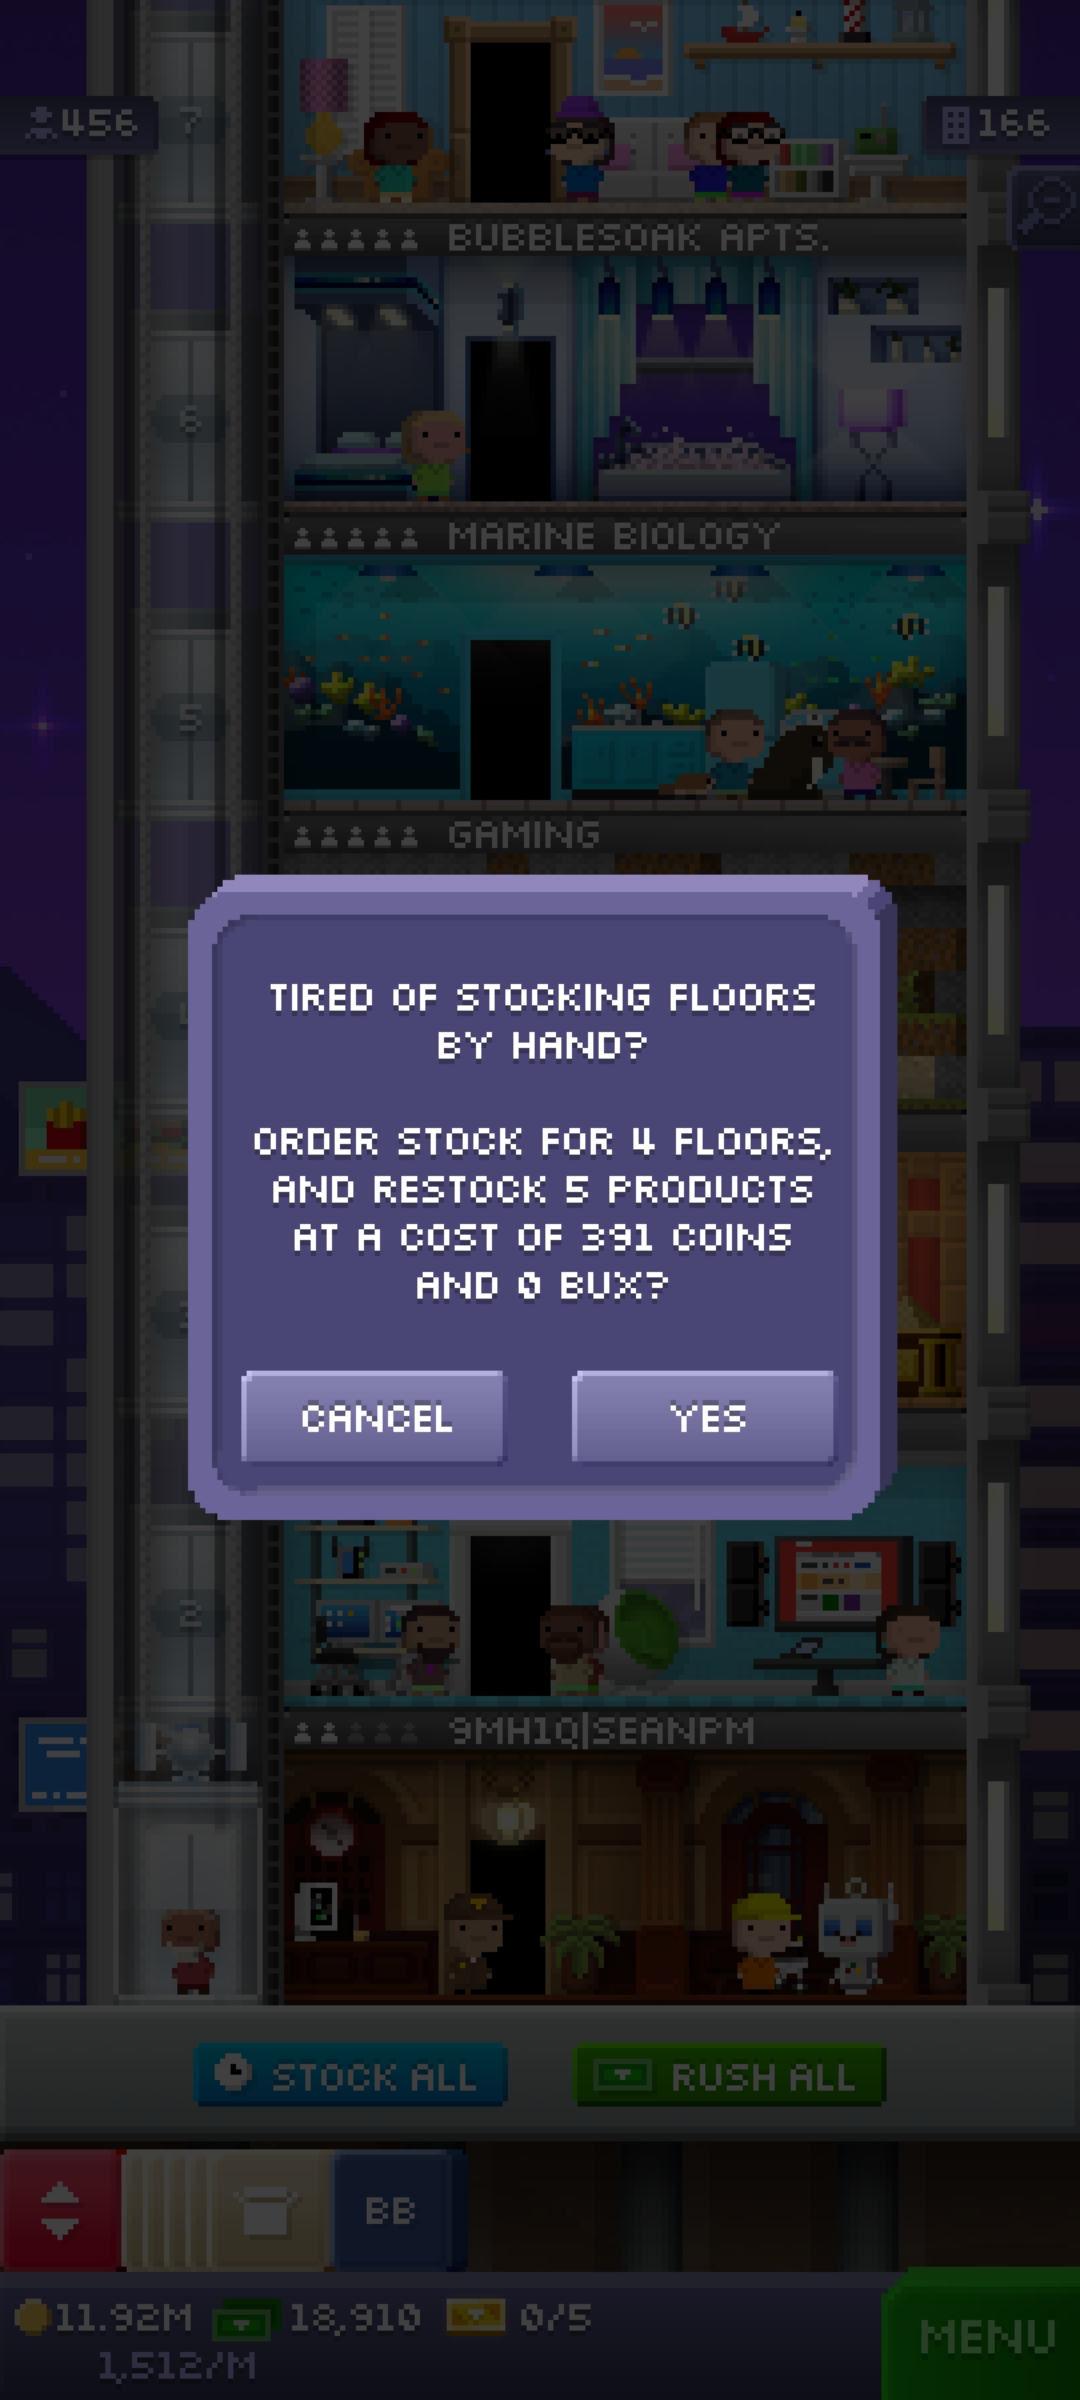 456
7
166
BUBBLESOAK APTS.
6
MARINE BIOLOGY
5
GAMING
TIRED OF STOCKING FLOORS
BY HAND?
ORDER STOCK FOR 4 FLOORS,
AND RESTOCK 5 PRODUCTS
AT A COST OF 391 COINS
AND 0 BUX?
CANCEL
YES
2
9MH1Q|SEANPM
STOCK ALL
RUSH ALL
BB
11.92M
18,910
0/5
1,512/M
MENU